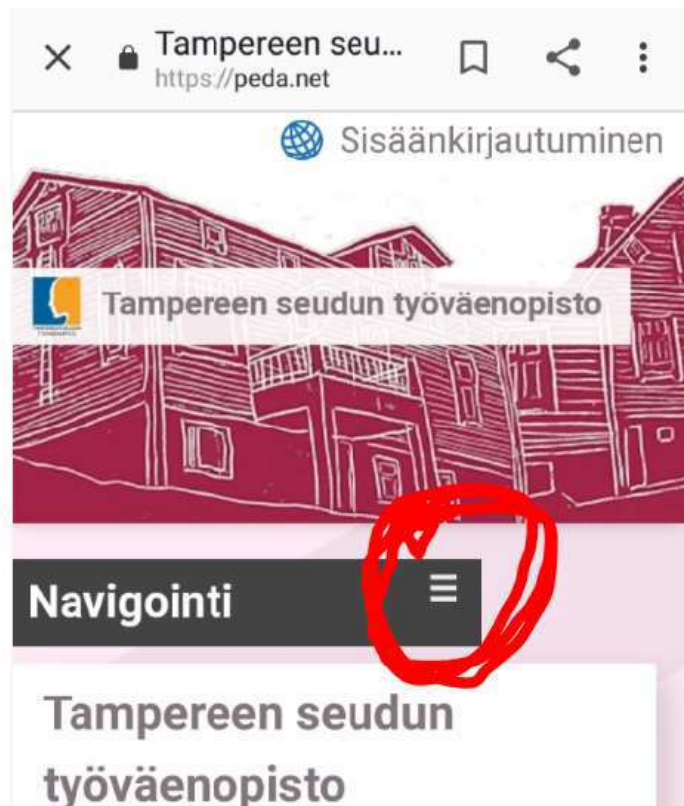 Tampereen seu...
https://peda.net
Sisäänkirjautuminen
Tampereen seudun työväenopisto
Navigointi
Tampereen seudun
työväenopisto